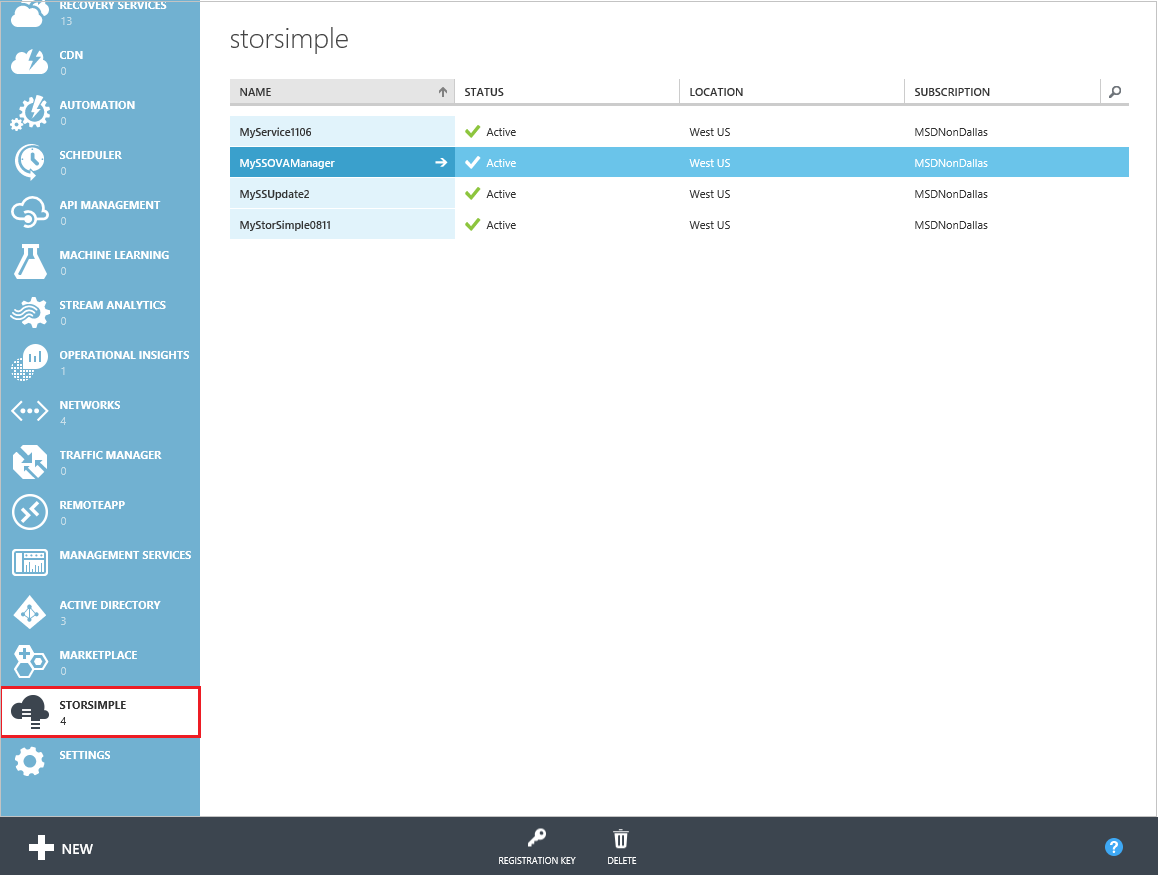 RECOVERY SERVICES
13
CDN
0
AUTOMATION
0
SCHEDULER
0
API MANAGEMENT
0
MACHINE LEARNING
0
STREAM ANALYTICS
0
OPERATIONAL INSIGHTS
1
NETWORKS
4
TRAFFIC MANAGER
0
REMOTEAPP
0
MANAGEMENT SERVICES
ACTIVE DIRECTORY
3
MARKETPLACE
0
STORSIMPLE
4
SETTINGS
storsimple
NAME STATUS LOCATION SUBSCRIPTION
MyService1106 Active West US MSDNonDallas
MySSOVAManager Active West US MSDNonDallas
MySSUpdate2 Active West US MSDNonDallas
MyStorSimple0811 Active West US MSDNonDallas
NEW
REGISTRATION KEY
DELETE
?